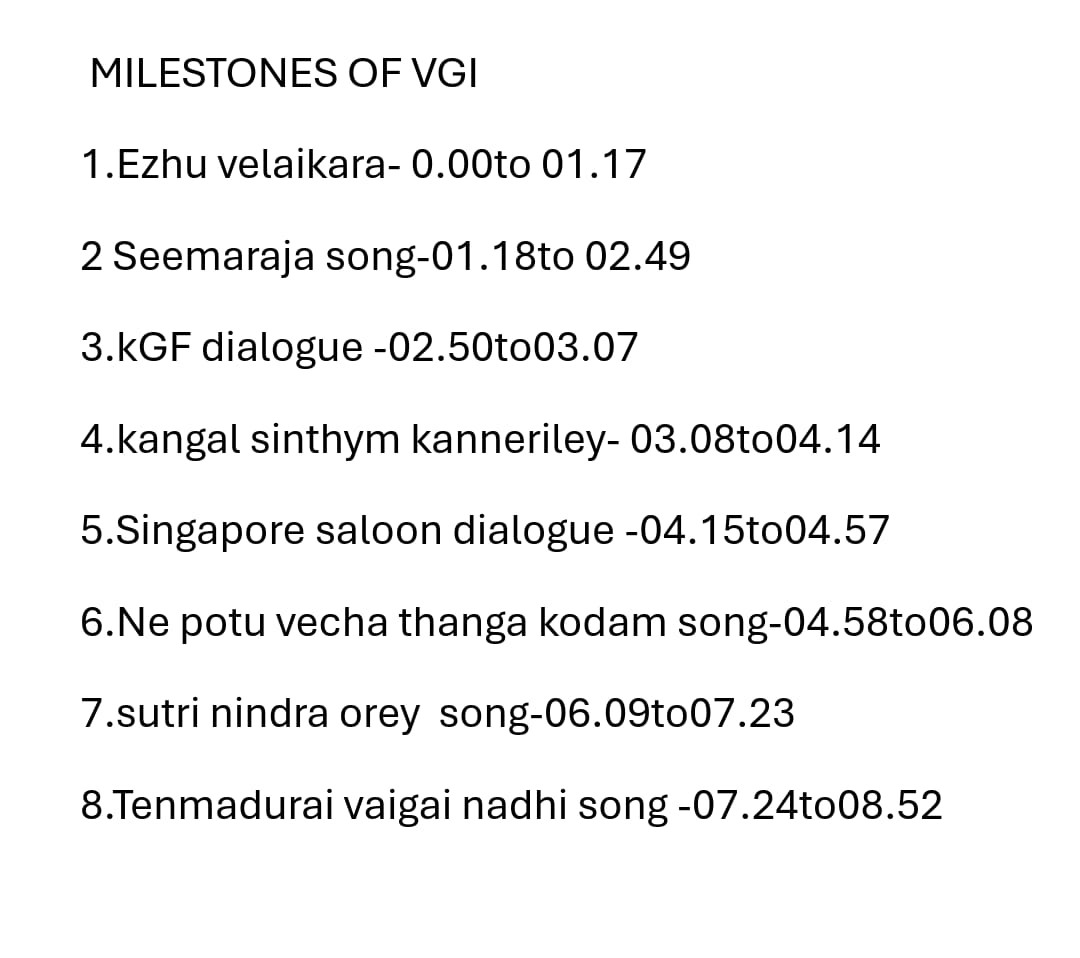 MILESTONES OF VGI
1.Ezhu velaikara- 0.00to 01.17
2 Seemaraja song-01.18to 02.49
3.kGF dialogue -02.50to03.07
4.kangal sinthym kanneriley- 03.08to04.14
5.Singapore saloon dialogue -04.15to04.57
6.Ne potu vecha thanga kodam song-04.58to06.08
7.sutri nindra orey  song-06.09to07.23
8.Tenmadurai vaigai nadhi song -07.24to08.52